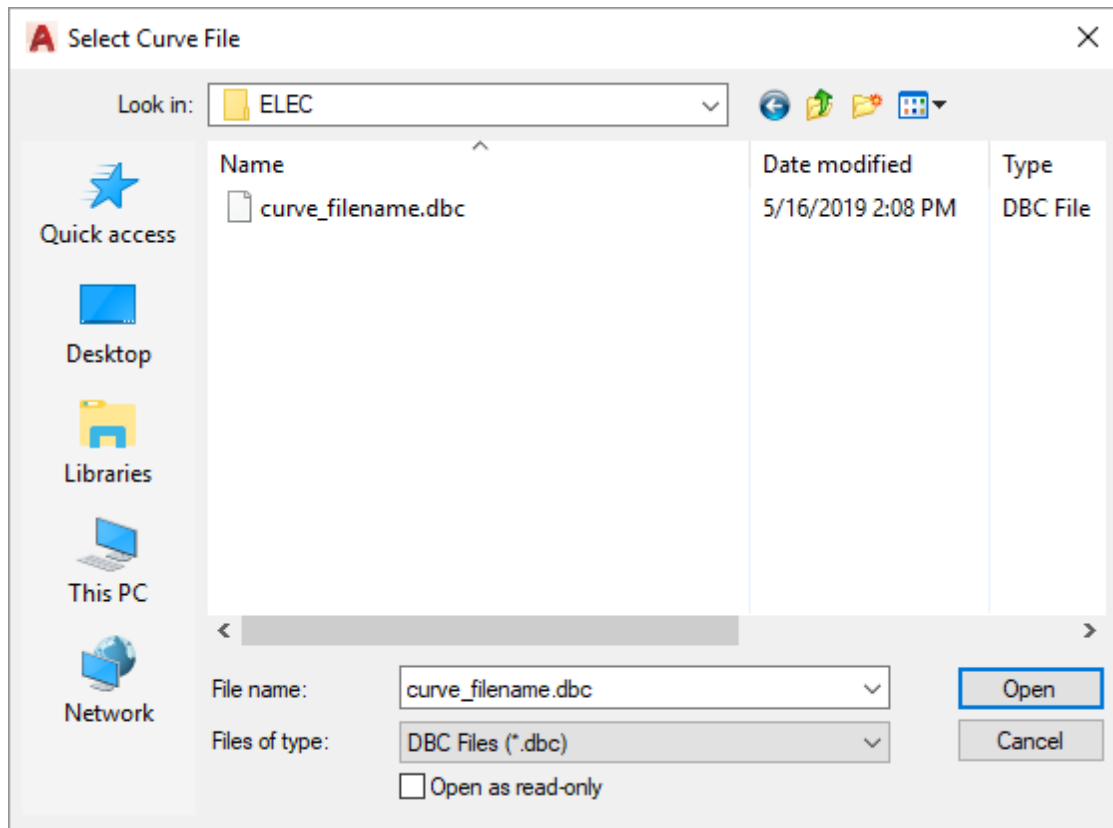 Select Curve File
Look in: ELEC
Name Date modified Type
curve_filename.dbc 5/16/2019 2:08 PM DBC File
Quick access
Desktop
Libraries
This PC
Network
File name: curve_filename.dbc Open
Files of type: DBC Files (*.dbc) Cancel
Open as read-only